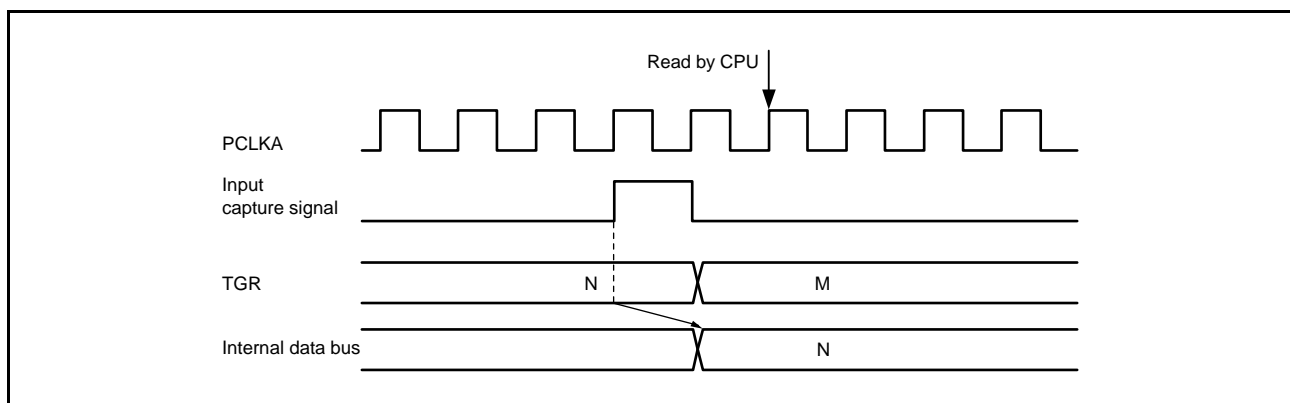 Read by CPU
PCLKA
Input
capture signal
TGR
N
M
Internal data bus
N